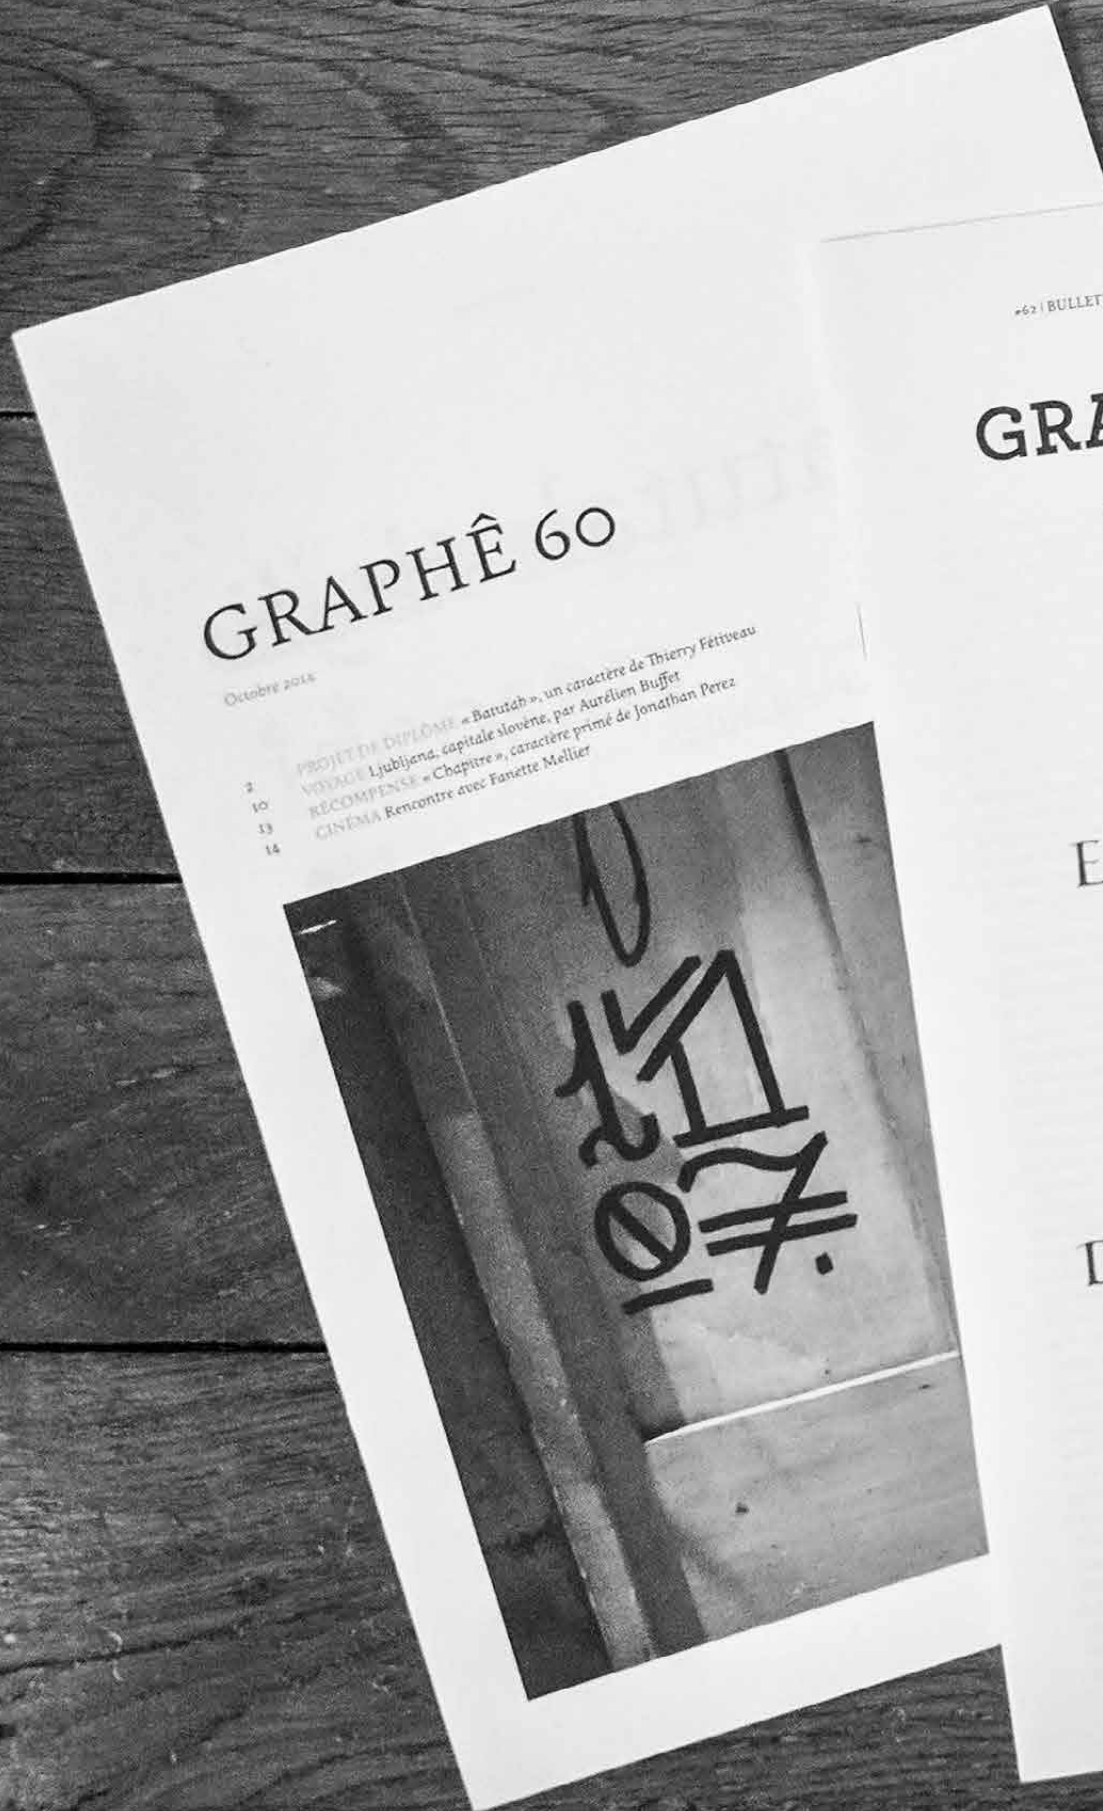 GRAPHÊ 60
Octobre 2014
2 PROJET DE DIPLÔME « Batutah », un caractère de Thierry Fétiveau
10 VOYAGE Ljubljana, capitale slovène, par Aurélien Buffet
13 RÉCOMPENSE « Chapitre », caractère primé de Jonathan Perez
14 CINÉMA Rencontre avec Fanette Mellier
#62 | BULLET
GRA
E